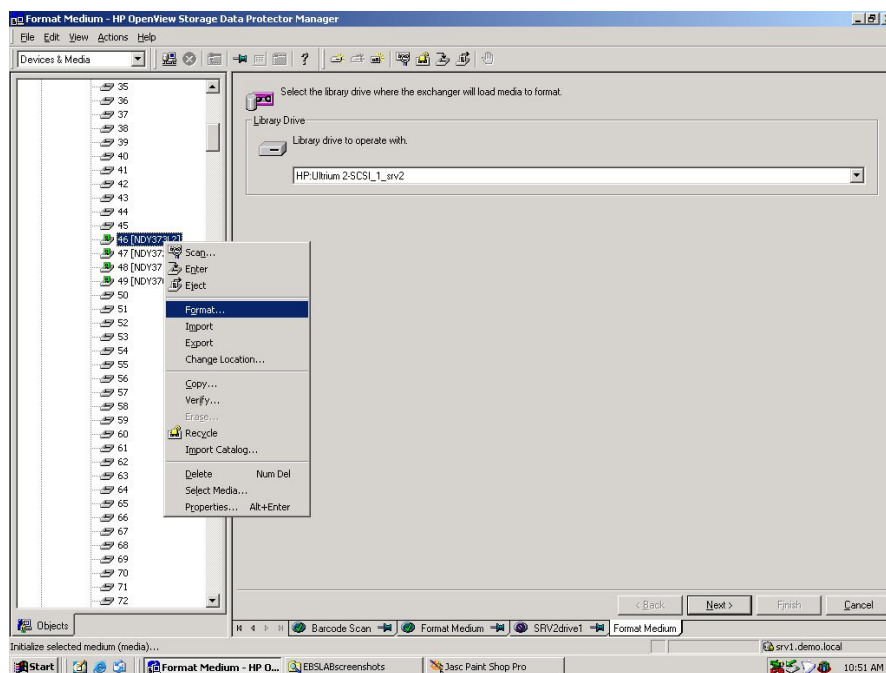 Format Medium - HP OpenView Storage Data Protector Manager
File Edit View Actions Help
Devices & Media
35
36
37
38
39
40
41
42
43
44
45
46 [NDY373L2]
47 [NDY37
48 [NDY37
49 [NDY37
50
51
52
53
54
55
56
57
58
59
60
61
62
63
64
65
66
67
68
69
70
71
72
Scan...
Enter
Eject
Format...
Import
Export
Change Location...
Copy...
Verify...
Erase...
Recycle
Import Catalog...
Delete Num Del
Select Media...
Properties... Alt+Enter
Select the library drive where the exchanger will load media to format.
Library Drive
Library drive to operate with.
HP:Ultrium 2-SCSI_1_srv2
< Back Next > Finish Cancel
Objects
Barcode Scan Format Medium SRV2drive1 Format Medium
Initialize selected medium (media)...
srv1.demo.local
Start Format Medium - HP O... EBSLABscreenshots Jasc Paint Shop Pro 10:51 AM